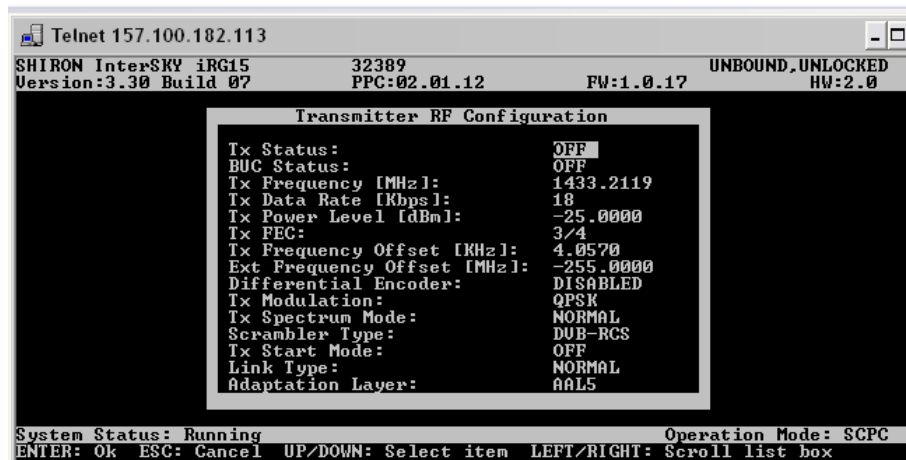 Telnet 157.100.182.113
SHIRON InterSKY iRG15 32389 UNBOUND,UNLOCKED
Version:3.30 Build 07 PPC:02.01.12 FW:1.0.17 HW:2.0
Transmitter RF Configuration
Tx Status: OFF
BUC Status: OFF
Tx Frequency [MHz]: 1433.2119
Tx Data Rate [Kbps]: 18
Tx Power Level [dBm]: -25.0000
Tx FEC: 3/4
Tx Frequency Offset [KHz]: 4.0570
Ext Frequency Offset [MHz]: -255.0000
Differential Encoder: DISABLED
Tx Modulation: QPSK
Tx Spectrum Mode: NORMAL
Scrambler Type: DVB-RCS
Tx Start Mode: OFF
Link Type: NORMAL
Adaptation Layer: AAL5
System Status: Running Operation Mode: SCPC
ENTER: Ok ESC: Cancel UP/DOWN: Select item LEFT/RIGHT: Scroll list box